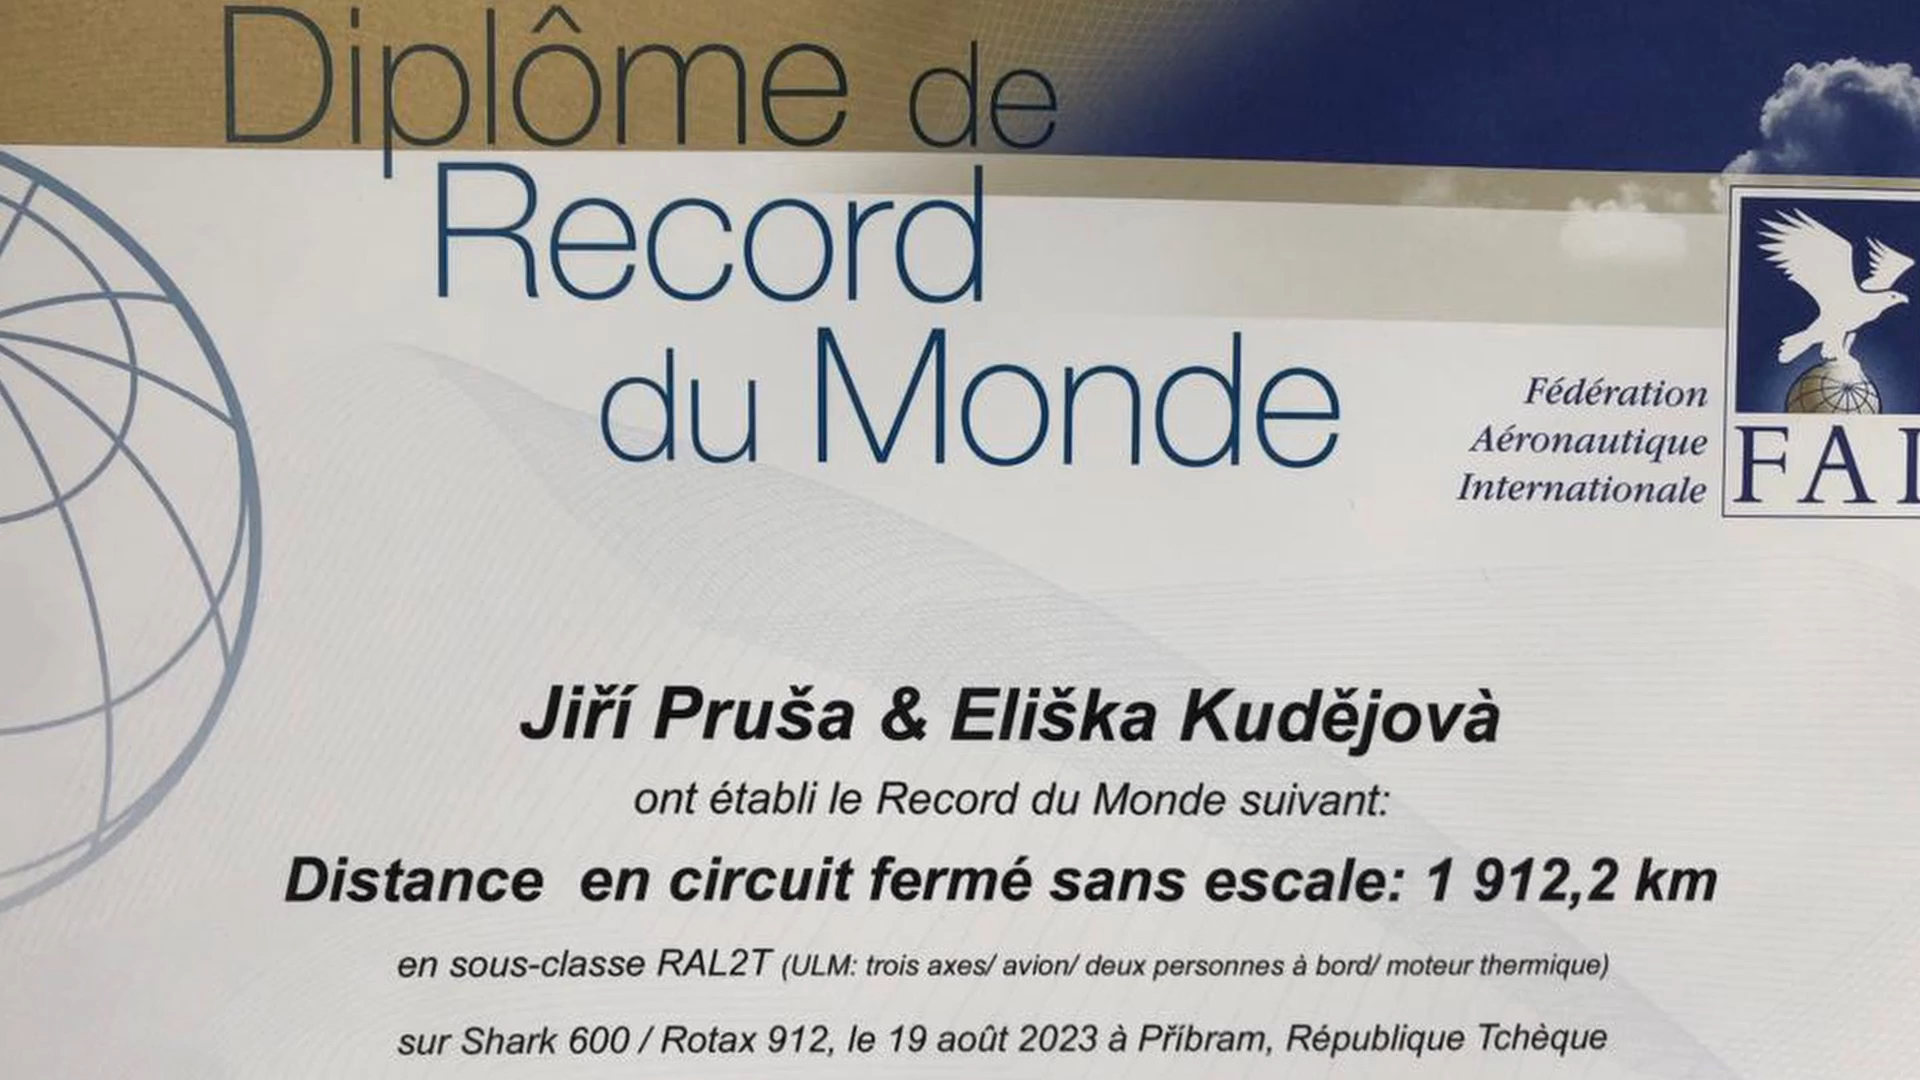 Diplôme de
Record
du Monde
Fédération
Aéronautique
Internationale
FAI
Jiří Pruša & Eliška Kudějovà
ont établi le Record du Monde suivant:
Distance en circuit fermé sans escale: 1 912,2 km
en sous-classe RAL2T (ULM: trois axes/ avion/ deux personnes à bord/ moteur thermique)
sur Shark 600 / Rotax 912, le 19 août 2023 à Příbram, République Tchèque